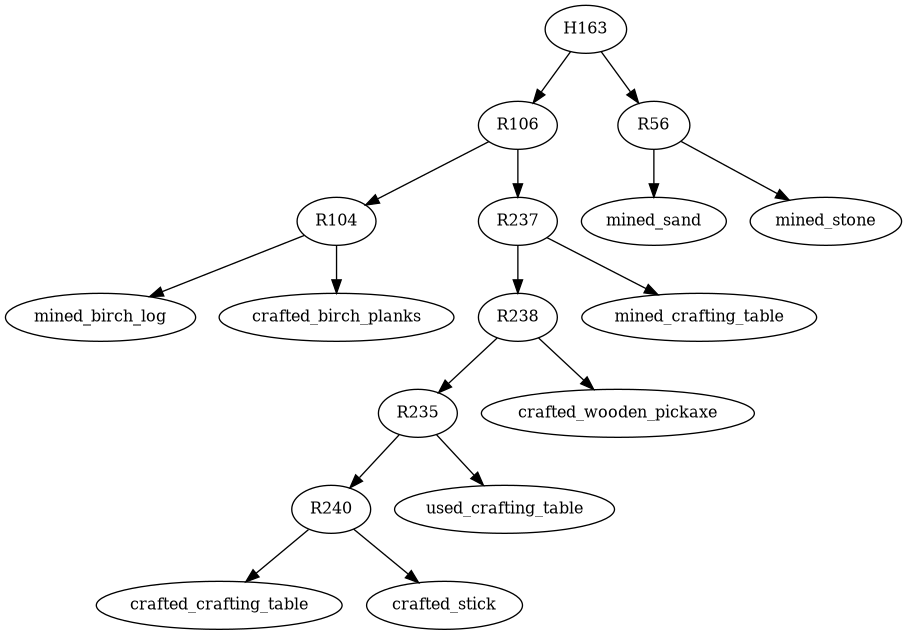 H163
R106
R56
R104
R237
mined_sand
mined_stone
mined_birch_log
crafted_birch_planks
R238
mined_crafting_table
R235
crafted_wooden_pickaxe
R240
used_crafting_table
crafted_crafting_table
crafted_stick